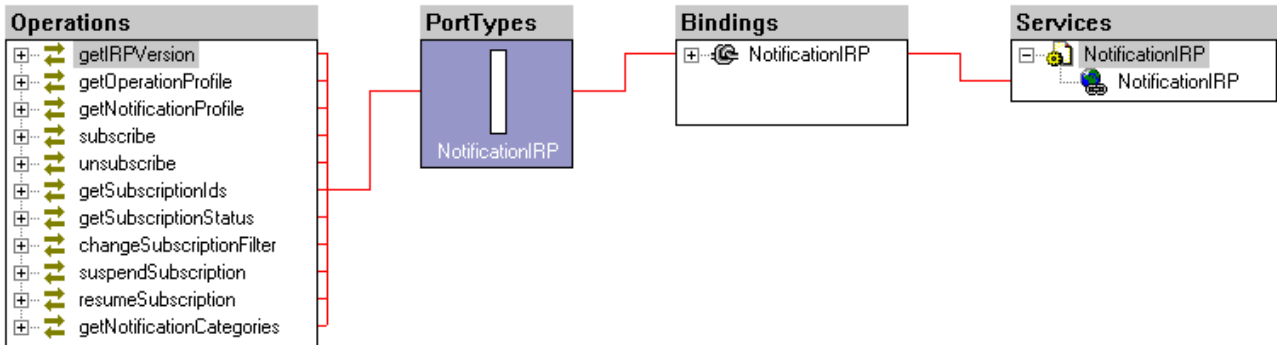 Operations
getIRPVersion
getOperationProfile
getNotificationProfile
subscribe
unsubscribe
getSubscriptionIds
getSubscriptionStatus
changeSubscriptionFilter
suspendSubscription
resumeSubscription
getNotificationCategories
PortTypes
NotificationIRP
Bindings
NotificationIRP
Services
NotificationIRP
NotificationIRP